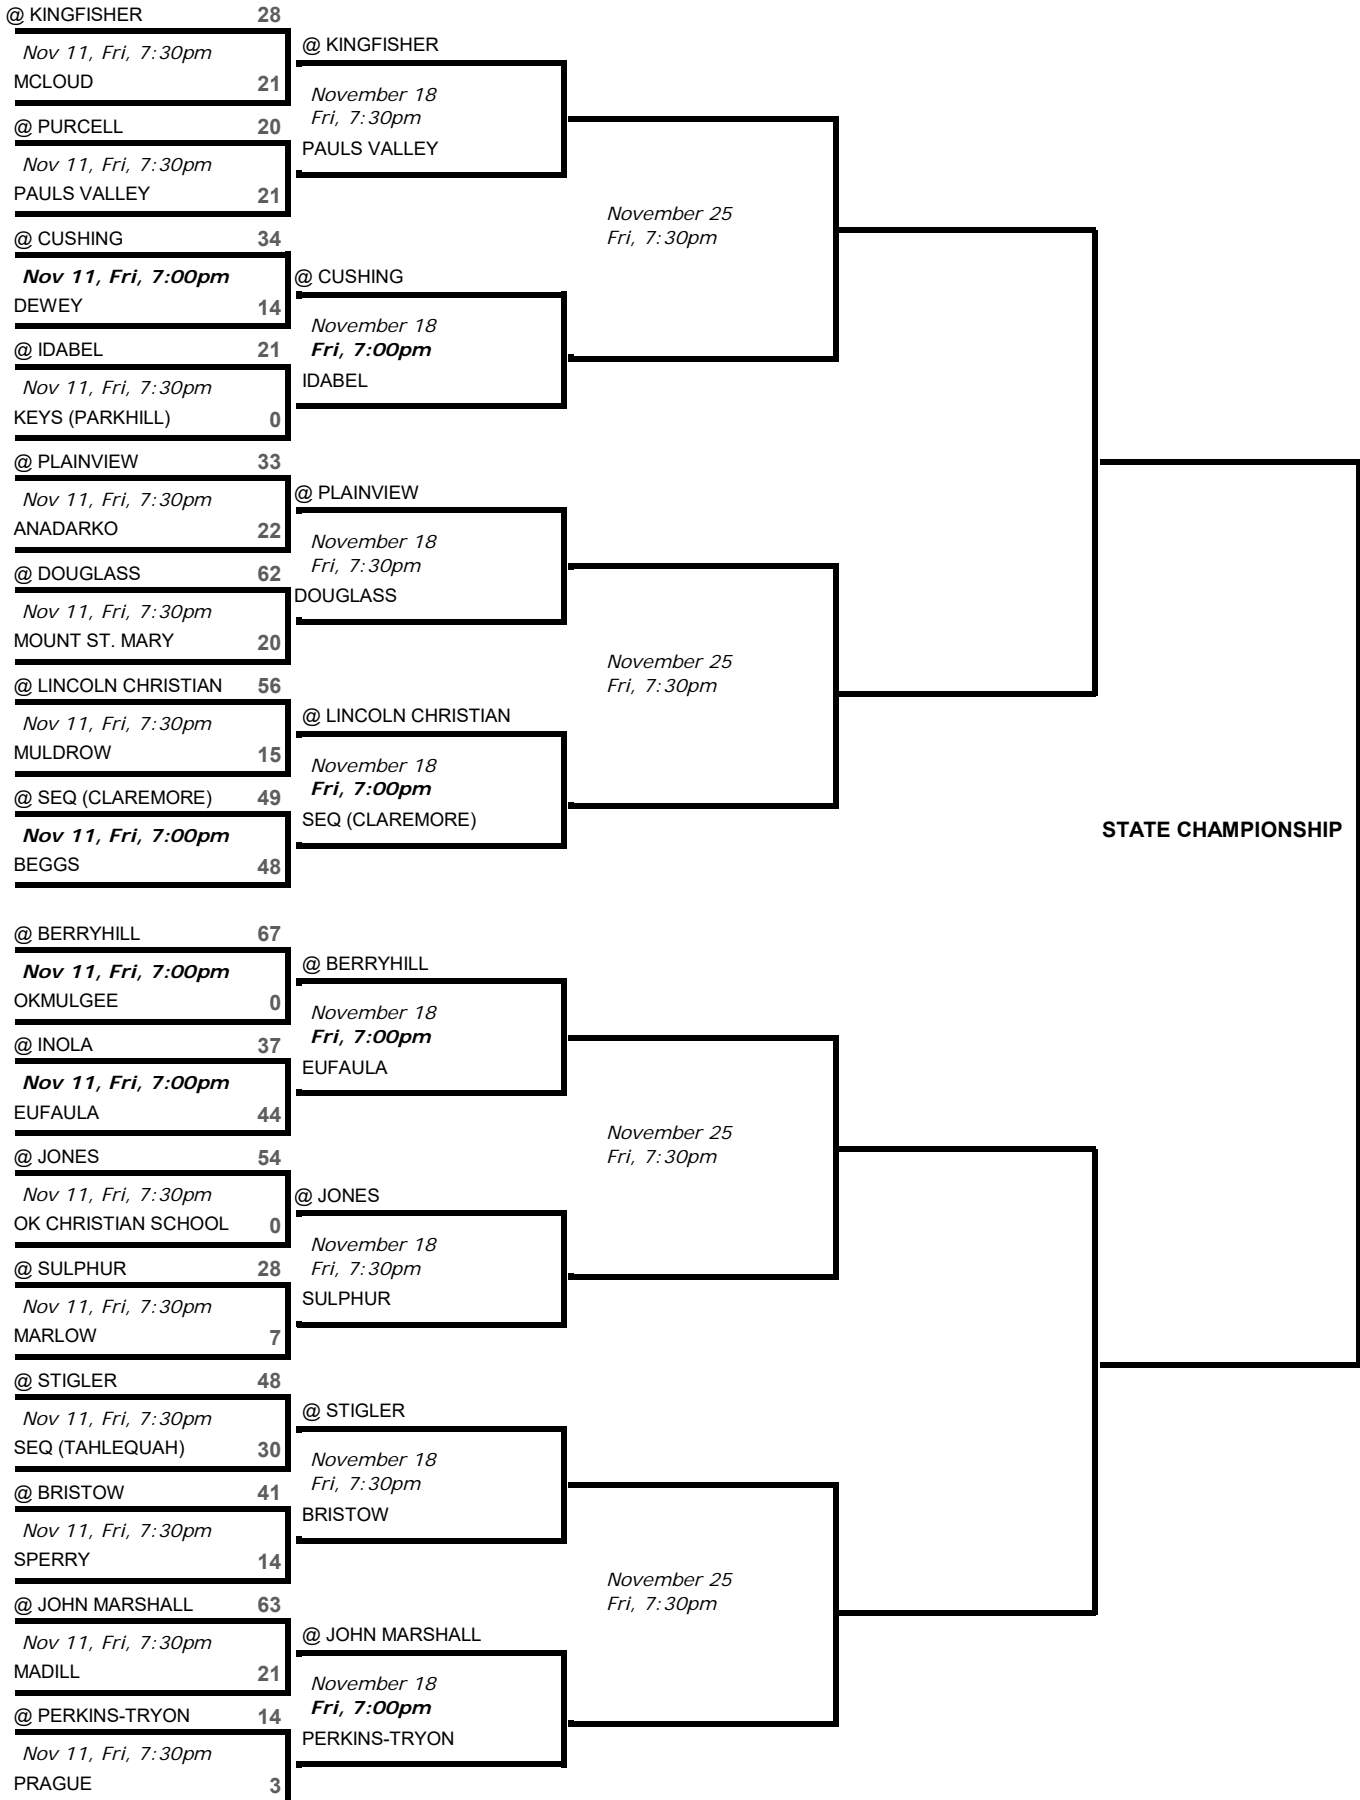 @ KINGFISHER 28
Nov 11, Fri, 7:30pm
MCLOUD 21
@ PURCELL 20
Nov 11, Fri, 7:30pm
PAULS VALLEY 21
@ CUSHING 34
Nov 11, Fri, 7:00pm
DEWEY 14
@ IDABEL 21
Nov 11, Fri, 7:30pm
KEYS (PARKHILL) 0
@ PLAINVIEW 33
Nov 11, Fri, 7:30pm
ANADARKO 22
@ DOUGLASS 62
Nov 11, Fri, 7:30pm
MOUNT ST. MARY 20
@ LINCOLN CHRISTIAN 56
Nov 11, Fri, 7:30pm
MULDROW 15
@ SEQ (CLAREMORE) 49
Nov 11, Fri, 7:00pm
BEGGS 48
@ BERRYHILL 67
Nov 11, Fri, 7:00pm
OKMULGEE 0
@ INOLA 37
Nov 11, Fri, 7:00pm
EUFAULA 44
@ JONES 54
Nov 11, Fri, 7:30pm
OK CHRISTIAN SCHOOL 0
@ SULPHUR 28
Nov 11, Fri, 7:30pm
MARLOW 7
@ STIGLER 48
Nov 11, Fri, 7:30pm
SEQ (TAHLEQUAH) 30
@ BRISTOW 41
Nov 11, Fri, 7:30pm
SPERRY 14
@ JOHN MARSHALL 63
Nov 11, Fri, 7:30pm
MADILL 21
@ PERKINS-TRYON 14
Nov 11, Fri, 7:30pm
PRAGUE 3
@ KINGFISHER
November 18
Fri, 7:30pm
PAULS VALLEY
@ CUSHING
November 18
Fri, 7:00pm
IDABEL
@ PLAINVIEW
November 18
Fri, 7:30pm
DOUGLASS
@ LINCOLN CHRISTIAN
November 18
Fri, 7:00pm
SEQ (CLAREMORE)
@ BERRYHILL
November 18
Fri, 7:00pm
EUFAULA
@ JONES
November 18
Fri, 7:30pm
SULPHUR
@ STIGLER
November 18
Fri, 7:30pm
BRISTOW
@ JOHN MARSHALL
November 18
Fri, 7:00pm
PERKINS-TRYON
November 25
Fri, 7:30pm
November 25
Fri, 7:30pm
November 25
Fri, 7:30pm
November 25
Fri, 7:30pm
STATE CHAMPIONSHIP